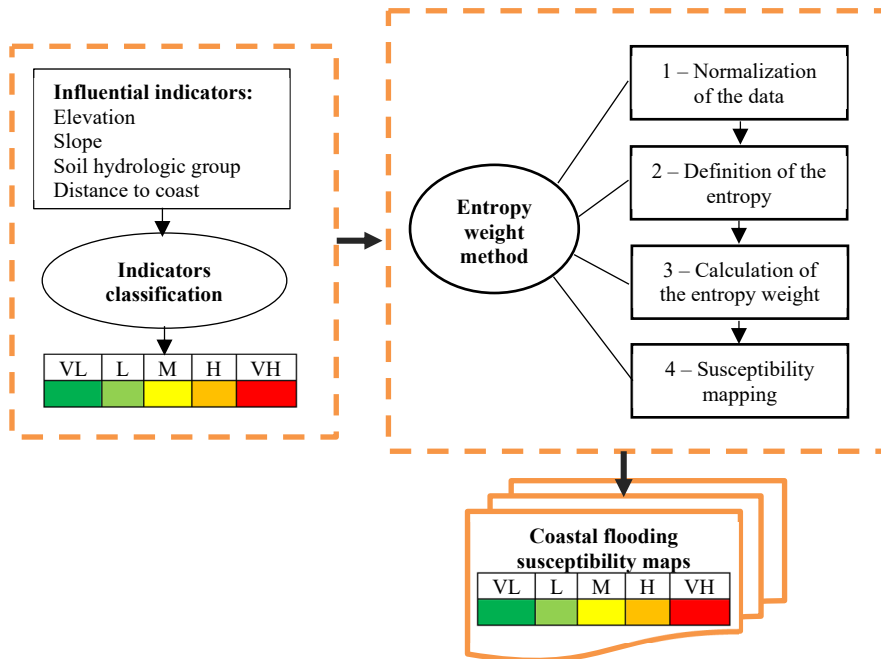 Influential indicators:
Elevation
Slope
Soil hydrologic group
Distance to coast
Indicators
classification
VL L M H VH
Entropy
weight
method
1 – Normalization
of the data
2 – Definition of the
entropy
3 – Calculation of
the entropy weight
4 – Susceptibility
mapping
Coastal flooding
susceptibility maps
VL L M H VH